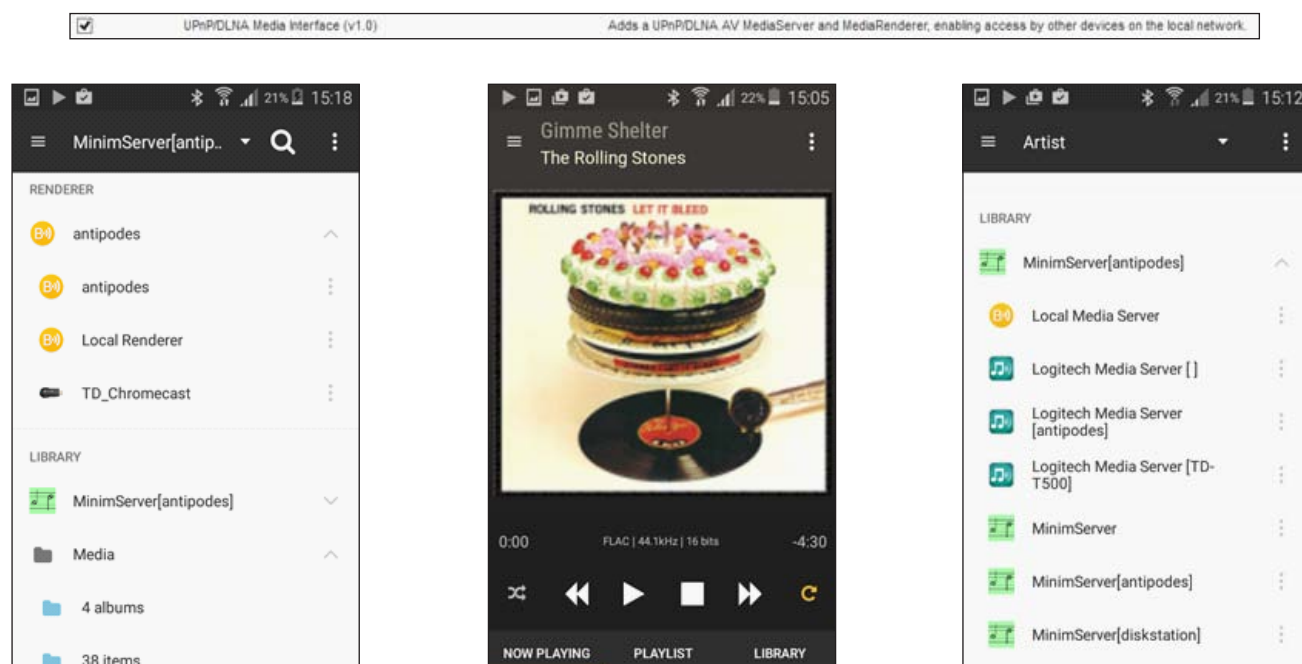 UPnP/DLNA Media Interface (v1.0) Adds a UPnP/DLNA AV MediaServer and MediaRenderer, enabling access by other devices on the local network.
21% 15:18
MinimServer[antip..
RENDERER
antipodes
antipodes
Local Renderer
TD_Chromecast
LIBRARY
MinimServer[antipodes]
Media
4 albums
38 items
22% 15:05
Gimme Shelter
The Rolling Stones
ROLLING STONES LET IT BLEED
0:00 FLAC | 44.1kHz | 16 bits -4:30
NOW PLAYING PLAYLIST LIBRARY
21% 15:12
Artist
LIBRARY
MinimServer[antipodes]
Local Media Server
Logitech Media Server [ ]
Logitech Media Server
[antipodes]
Logitech Media Server [TD-
T500]
MinimServer
MinimServer[antipodes]
MinimServer[diskstation]